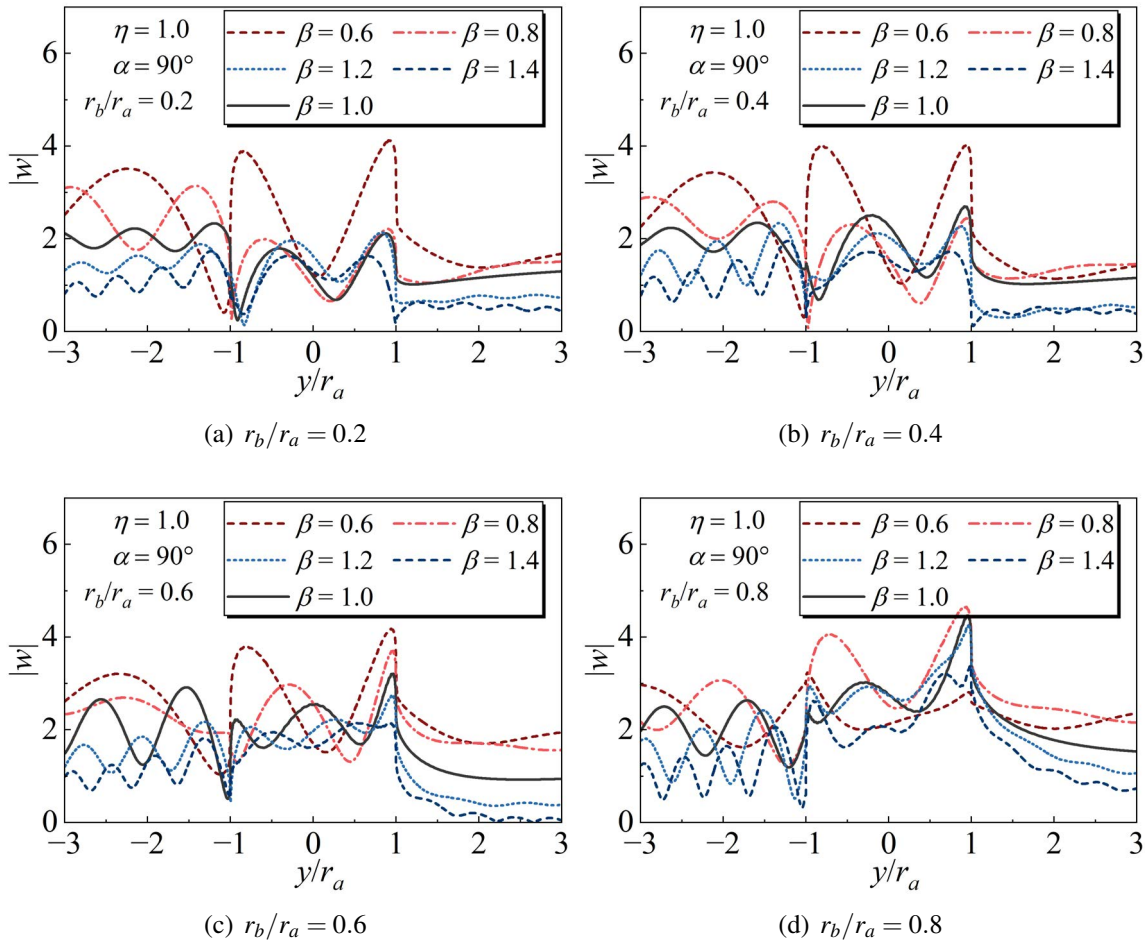 η = 1.0
α = 90°
r_b/r_a = 0.2
β = 0.6
β = 0.8
β = 1.2
β = 1.4
β = 1.0
|w|
6
4
2
0
−3 −2 −1 0 1 2 3
y/r_a
(a) r_b/r_a = 0.2
η = 1.0
α = 90°
r_b/r_a = 0.4
β = 0.6
β = 0.8
β = 1.2
β = 1.4
β = 1.0
|w|
6
4
2
0
−3 −2 −1 0 1 2 3
y/r_a
(b) r_b/r_a = 0.4
η = 1.0
α = 90°
r_b/r_a = 0.6
β = 0.6
β = 0.8
β = 1.2
β = 1.4
β = 1.0
|w|
6
4
2
0
−3 −2 −1 0 1 2 3
y/r_a
(c) r_b/r_a = 0.6
η = 1.0
α = 90°
r_b/r_a = 0.8
β = 0.6
β = 0.8
β = 1.2
β = 1.4
β = 1.0
|w|
6
4
2
0
−3 −2 −1 0 1 2 3
y/r_a
(d) r_b/r_a = 0.8